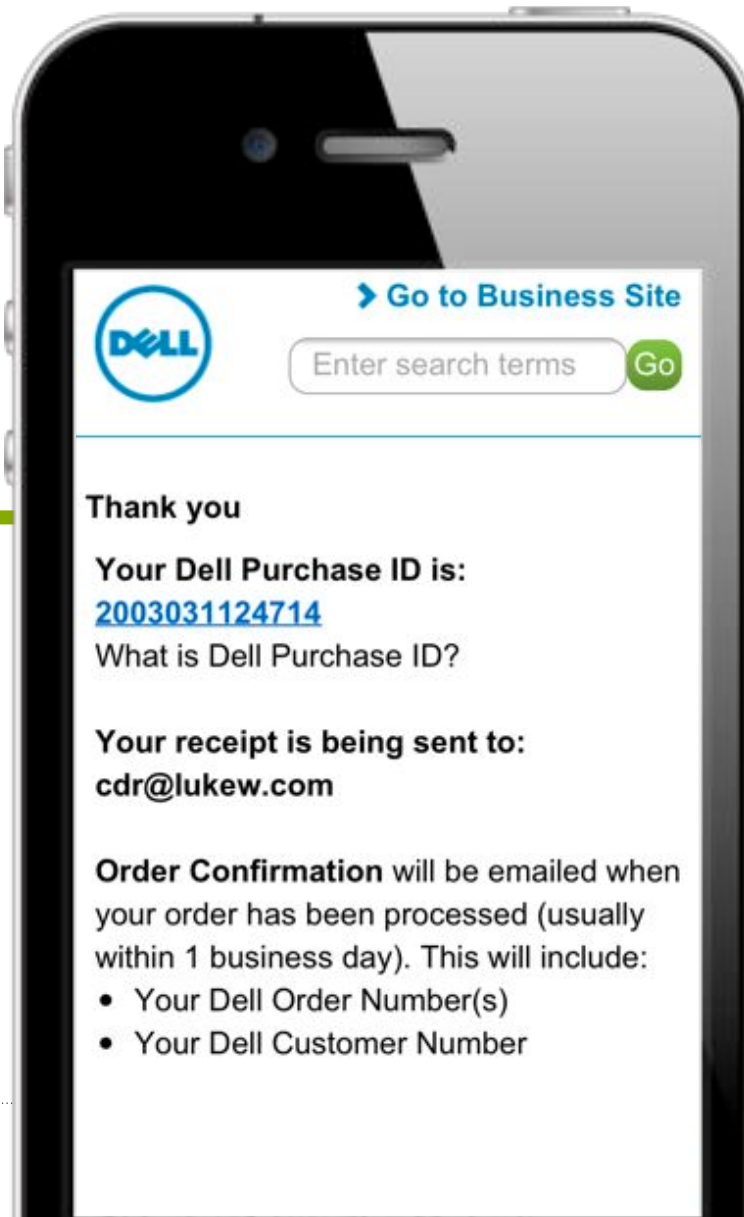 DELL
Go to Business Site
Enter search terms
Go
Thank you
Your Dell Purchase ID is:
2003031124714
What is Dell Purchase ID?
Your receipt is being sent to:
cdr@lukew.com
Order Confirmation will be emailed when
your order has been processed (usually
within 1 business day). This will include:
• Your Dell Order Number(s)
• Your Dell Customer Number